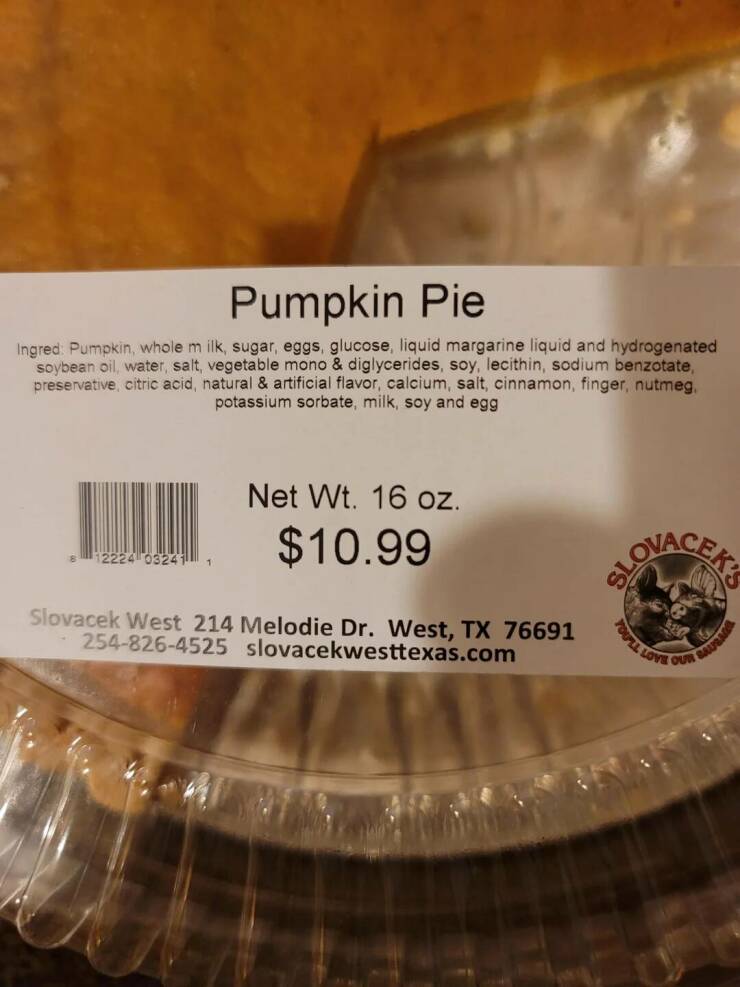 Pumpkin Pie
Ingred: Pumpkin, whole m ilk, sugar, eggs, glucose, liquid margarine liquid and hydrogenated
soybean oil, water, salt, vegetable mono & diglycerides, soy, lecithin, sodium benzotate,
preservative, citric acid, natural & artificial flavor, calcium, salt, cinnamon, finger, nutmeg,
potassium sorbate, milk, soy and egg
Net Wt. 16 oz.
$10.99
8 12224 03241 1
SLOVACEK'S
YOU'LL LOVE OUR SAUSAGE
Slovacek West 214 Melodie Dr. West, TX 76691
254-826-4525 slovacekwesttexas.com